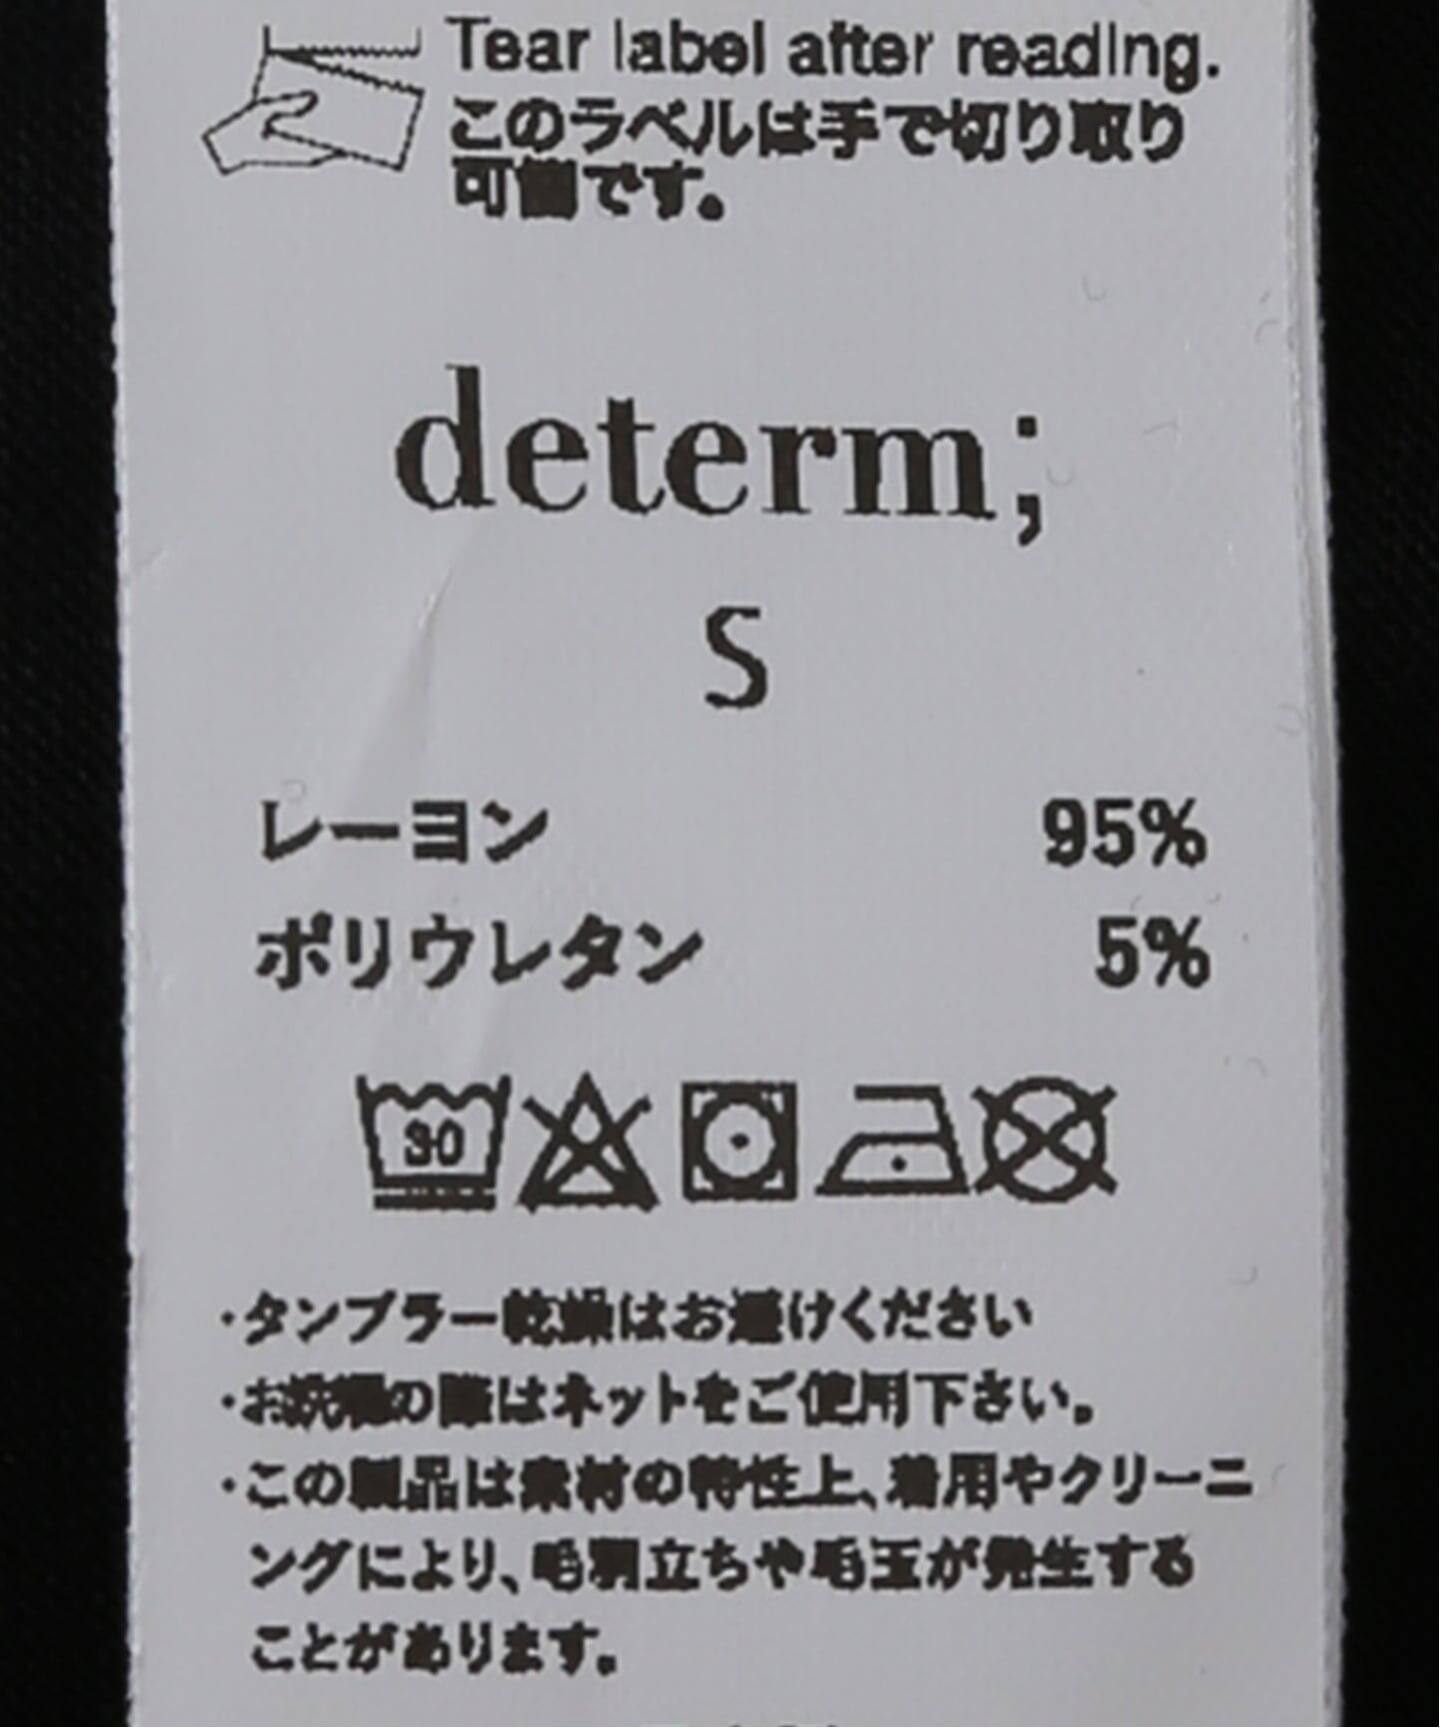 Tear label after reading.
このラベルは手で切り取り
可能です。
determ;
S
レーヨン 95%
ポリウレタン 5%
30
・タンブラー乾燥はお避けください
・お洗濯の際はネットをご使用下さい。
・この製品は素材の特性上、着用やクリーニ
ングにより、毛羽立ちや毛玉が発生する
ことがあります。